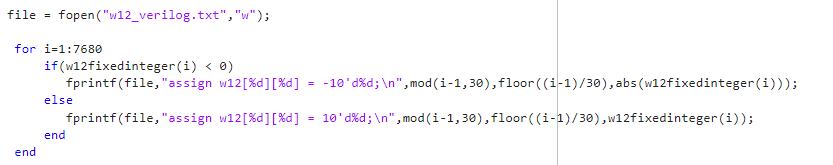 file = fopen("w12_verilog.txt","w");
for i=1:7680
if(w12fixedinteger(i) < 0)
fprintf(file,"assign w12[%d][%d] = -10'd%d;\n",mod(i-1,30),floor((i-1)/30),abs(w12fixedinteger(i)));
else
fprintf(file,"assign w12[%d][%d] = 10'd%d;\n",mod(i-1,30),floor((i-1)/30),w12fixedinteger(i));
end
end